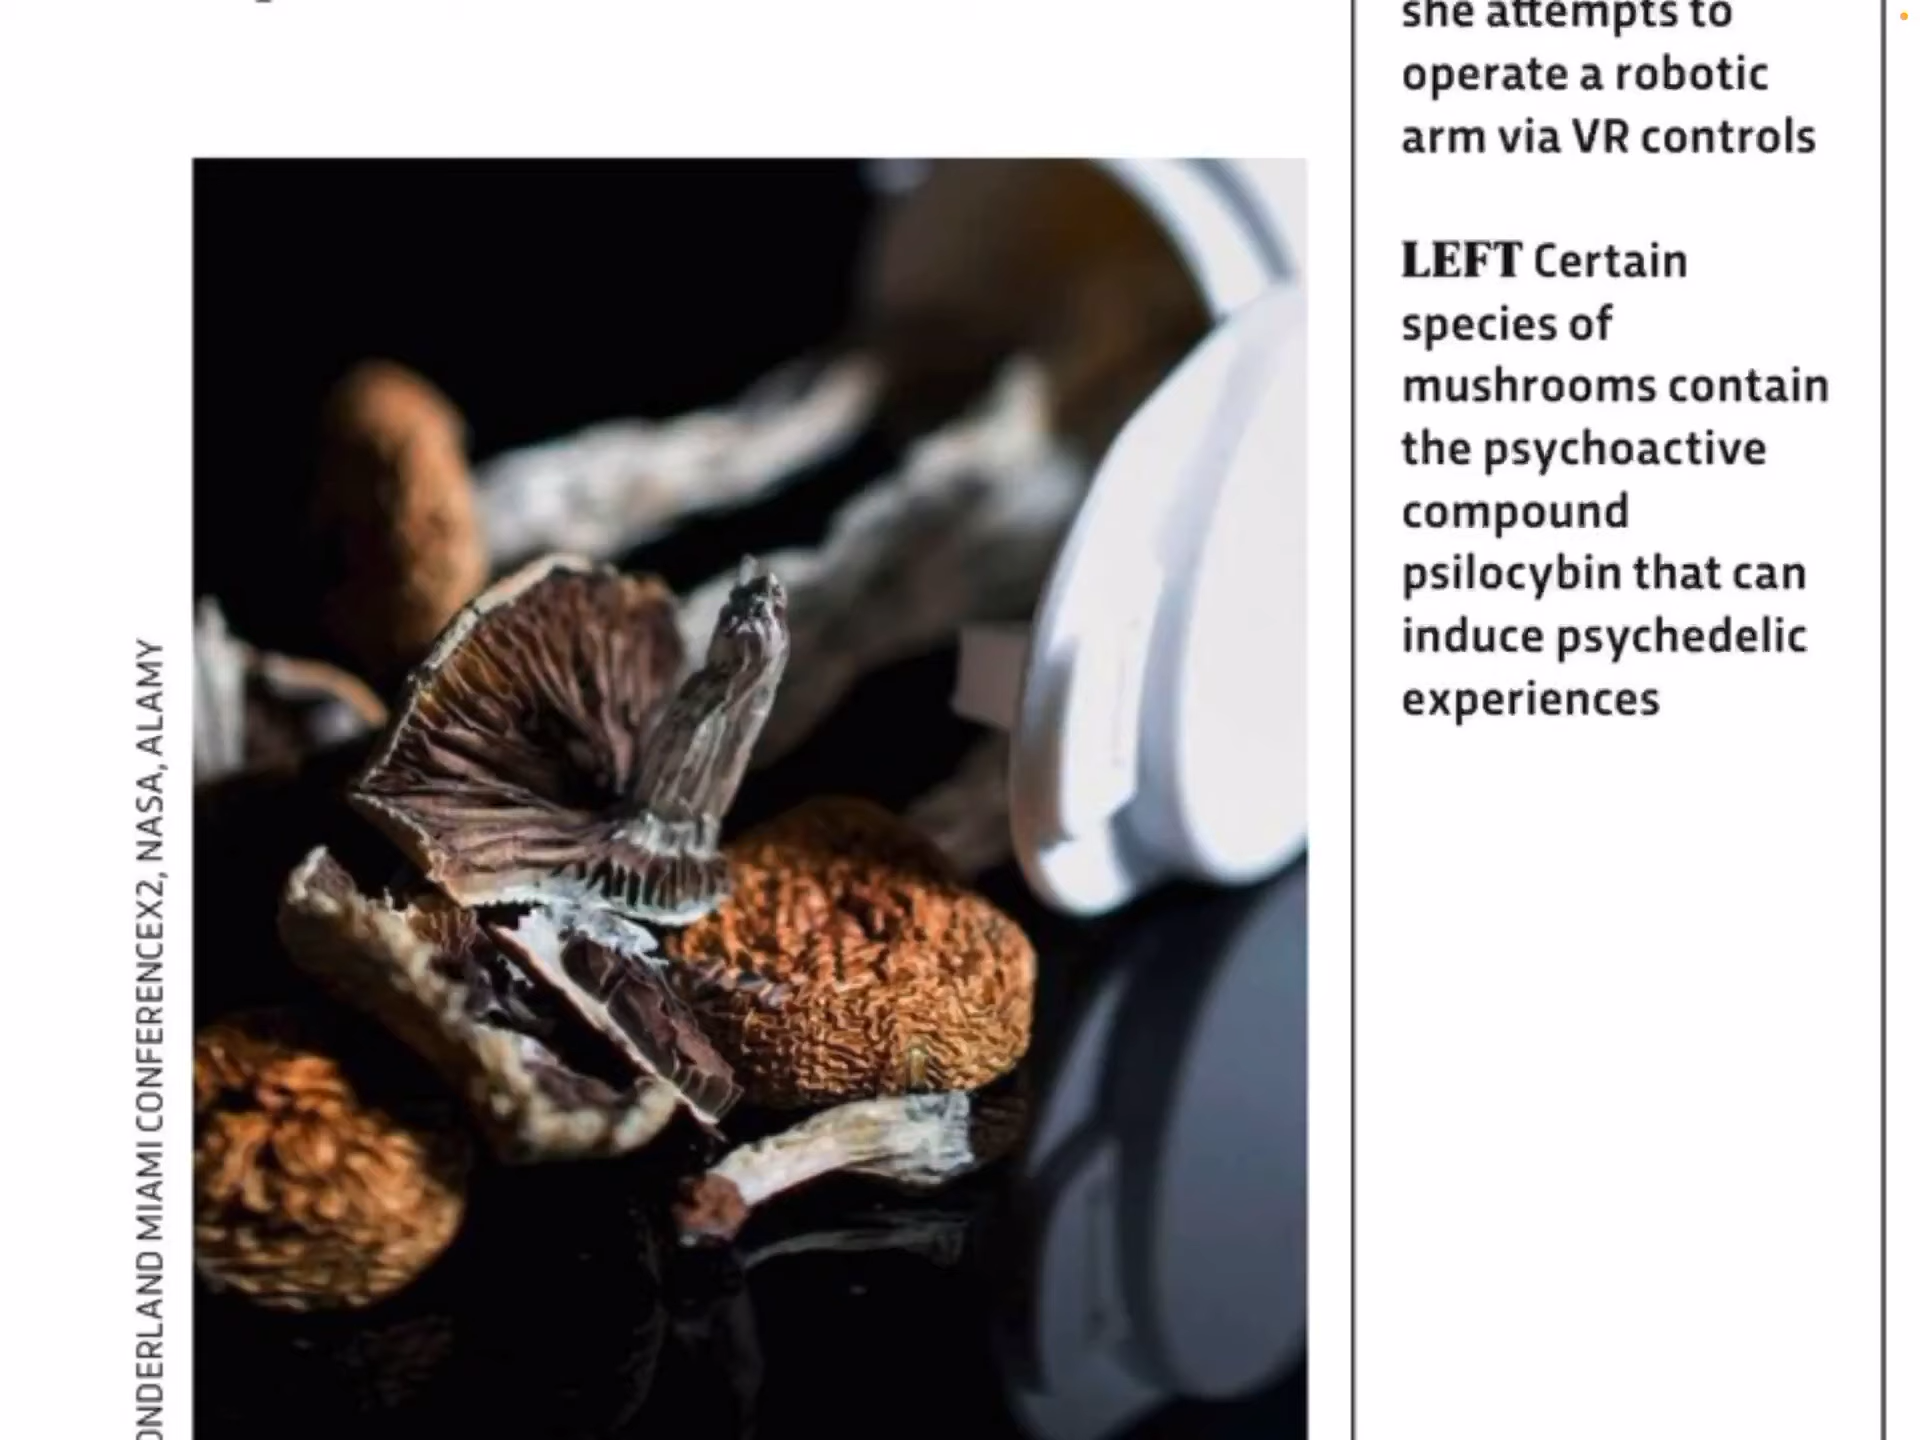 she attempts to
operate a robotic
arm via VR controls
LEFT Certain
species of
mushrooms contain
the psychoactive
compound
psilocybin that can
induce psychedelic
experiences
ONDERLAND MIAMI CONFERENCEX2, NASA, ALAMY